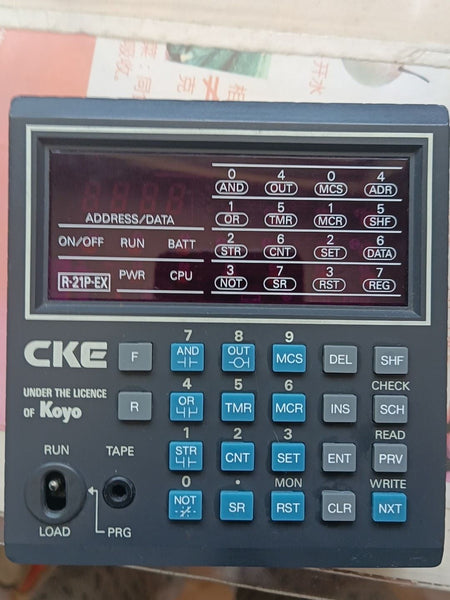 0 4 0 4
AND OUT MCS ADR
ADDRESS/DATA
1 5 1 5
OR TMR MCR SHF
ON/OFF RUN BATT
2 6 2 6
STR CNT SET DATA
R-21P-EX PWR CPU
3 7 3 7
NOT SR RST REG
7 8 9
CKE F AND OUT MCS DEL SHF
UNDER THE LICENCE
OF Koyo
4 5 6 CHECK
R OR TMR MCR INS SCH
1 2 3 READ
RUN TAPE STR CNT SET ENT PRV
0 • MON WRITE
LOAD PRG NOT SR RST CLR NXT